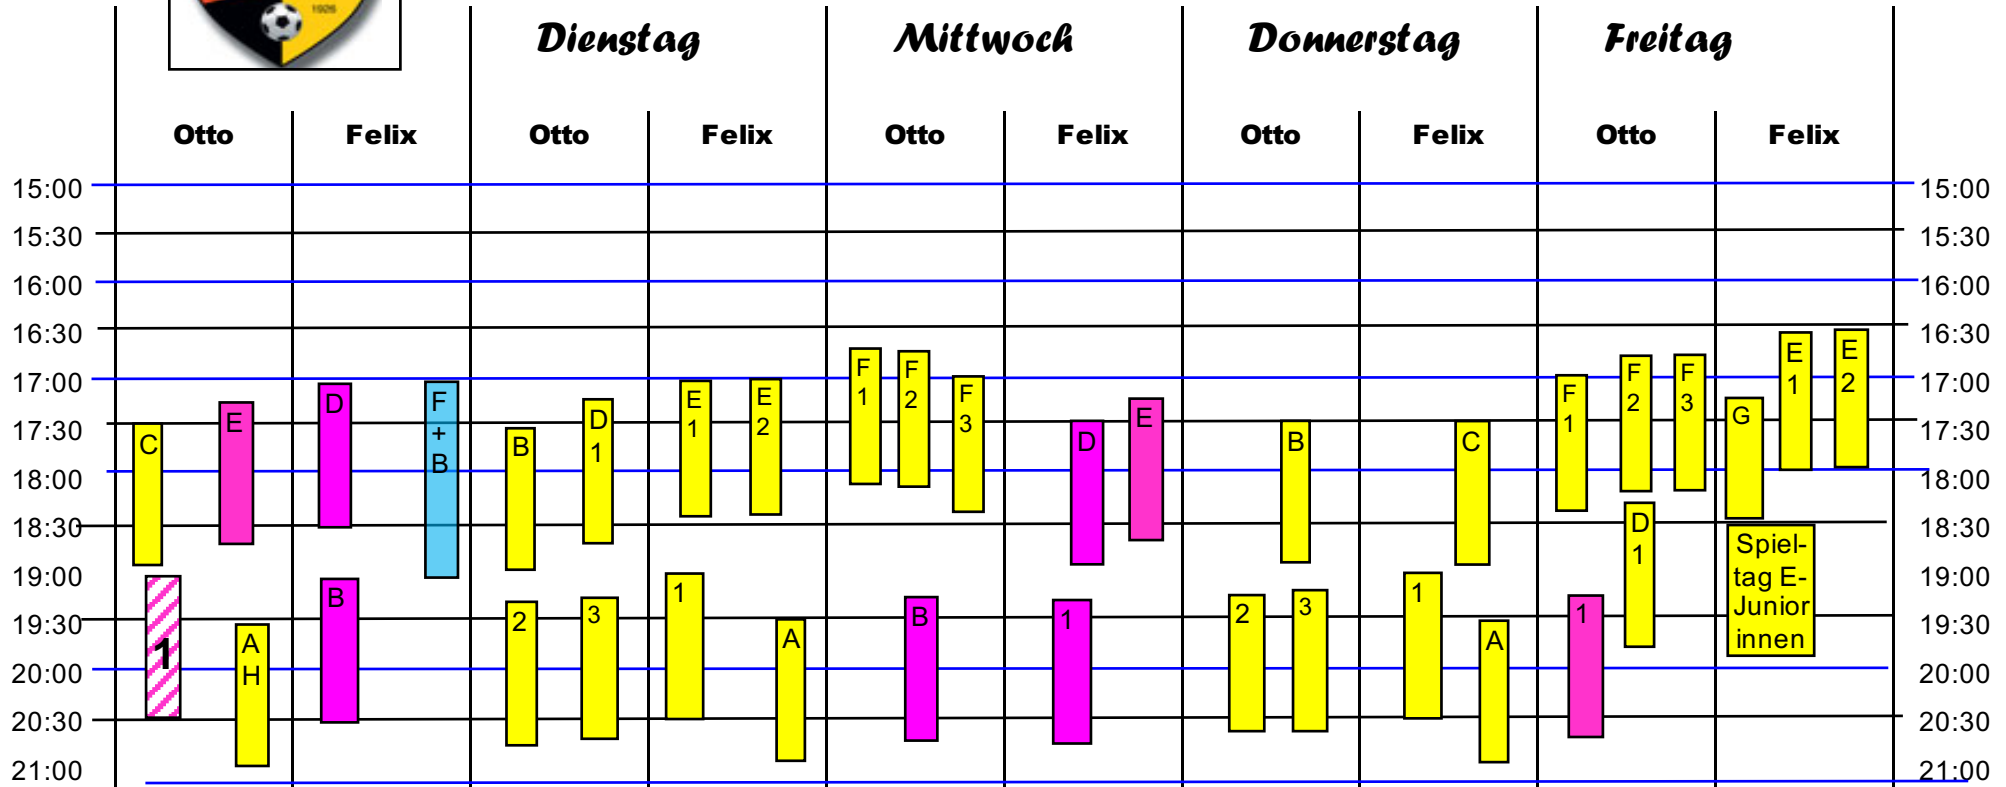 1926
Dienstag Mittwoch Donnerstag Freitag
Otto Felix Otto Felix Otto Felix Otto Felix Otto Felix
15:00 15:00
15:30 15:30
16:00 16:00
16:30 16:30
17:00 17:00
17:30 17:30
18:00 18:00
18:30 18:30
19:00 19:00
19:30 19:30
20:00 20:00
20:30 20:30
21:00 21:00
C
E
1
A
H
D
F
+
B
B
B
D
1
2
3
E
1
E
2
1
A
F
1
F
2
F
3
B
D
E
1
B
2
3
C
1
A
F
1
F
2
F
3
D
1
1
G
E
1
E
2
Spiel-
tag E-
Junior
innen